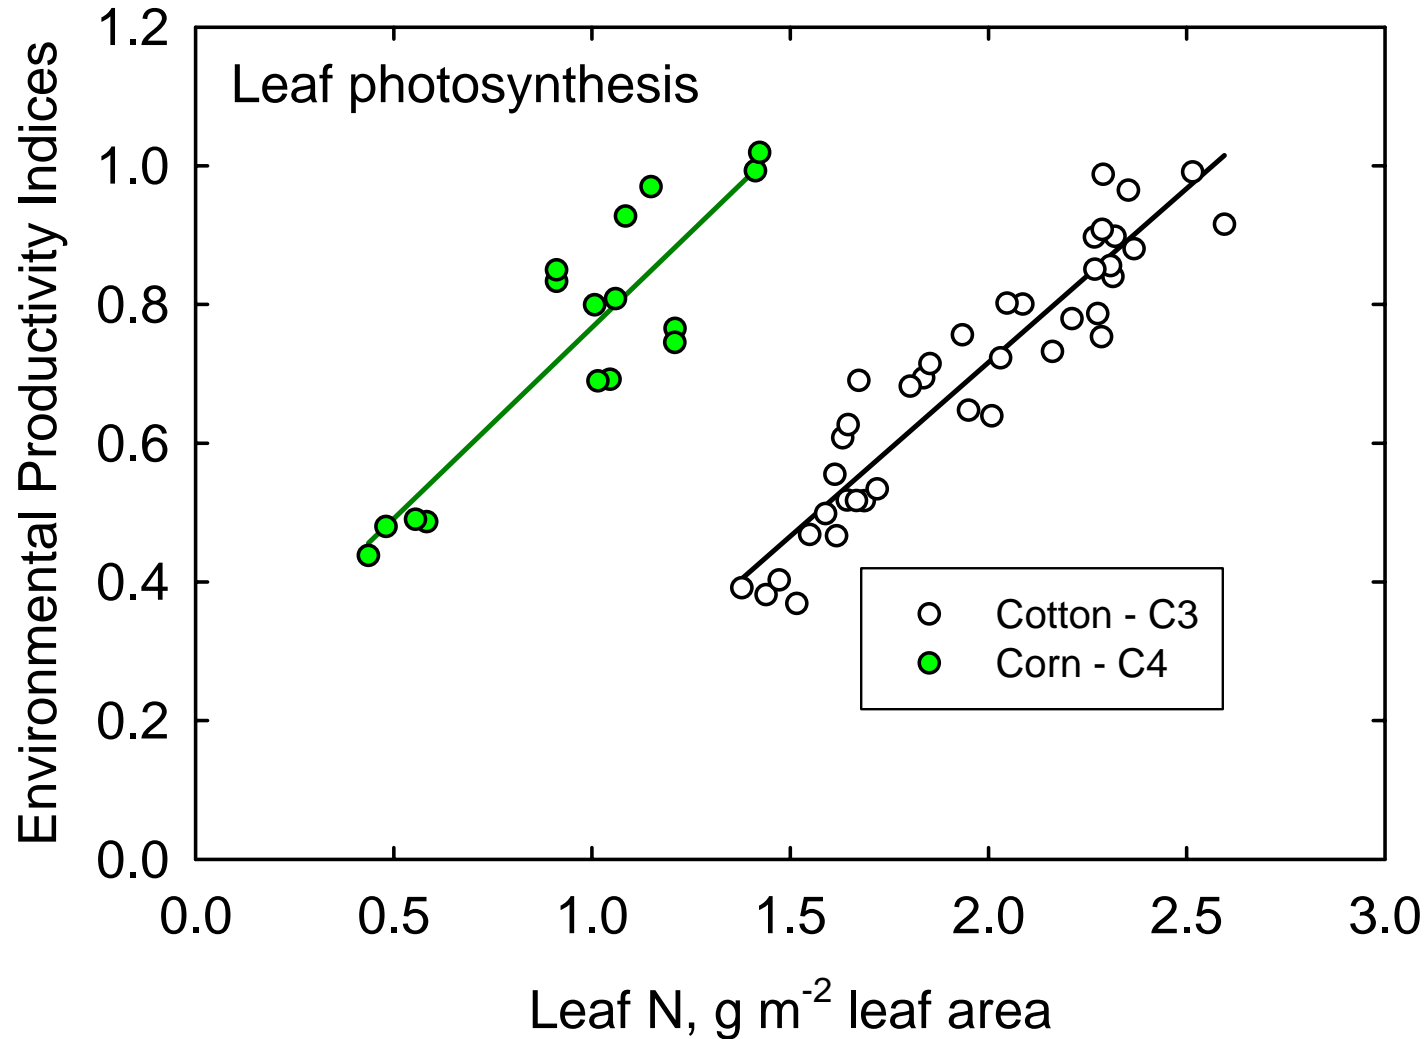 Environmental Productivity Indices
1.2
1.0
0.8
0.6
0.4
0.2
0.0
Leaf photosynthesis
Cotton - C3
Corn - C4
0.0 0.5 1.0 1.5 2.0 2.5 3.0
Leaf N, g m⁻² leaf area